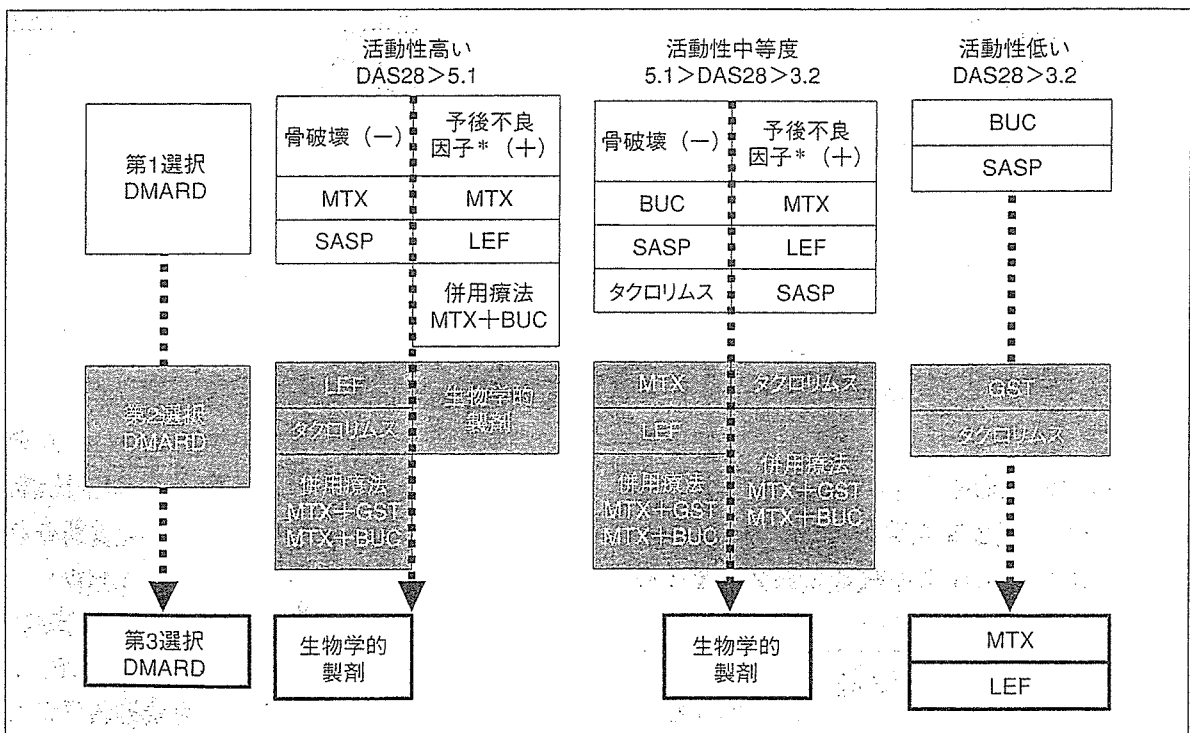 活動性高い
DAS28＞5.1
活動性中等度
5.1＞DAS28＞3.2
活動性低い
DAS28＞3.2
第1選択
DMARD
骨破壊（－）
予後不良
因子*（＋）
MTX
MTX
SASP
LEF
併用療法
MTX＋BUC
骨破壊（－）
予後不良
因子*（＋）
BUC
MTX
SASP
LEF
タクロリムス
SASP
BUC
SASP
第2選択
DMARD
LEF
生物学的
製剤
タクロリムス
併用療法
MTX＋GST
MTX＋BUC
MTX
タクロリムス
LEF
併用療法
MTX＋GST
MTX＋BUC
併用療法
MTX＋GST
MTX＋BUC
GST
タクロリムス
第3選択
DMARD
生物学的
製剤
生物学的
製剤
MTX
LEF